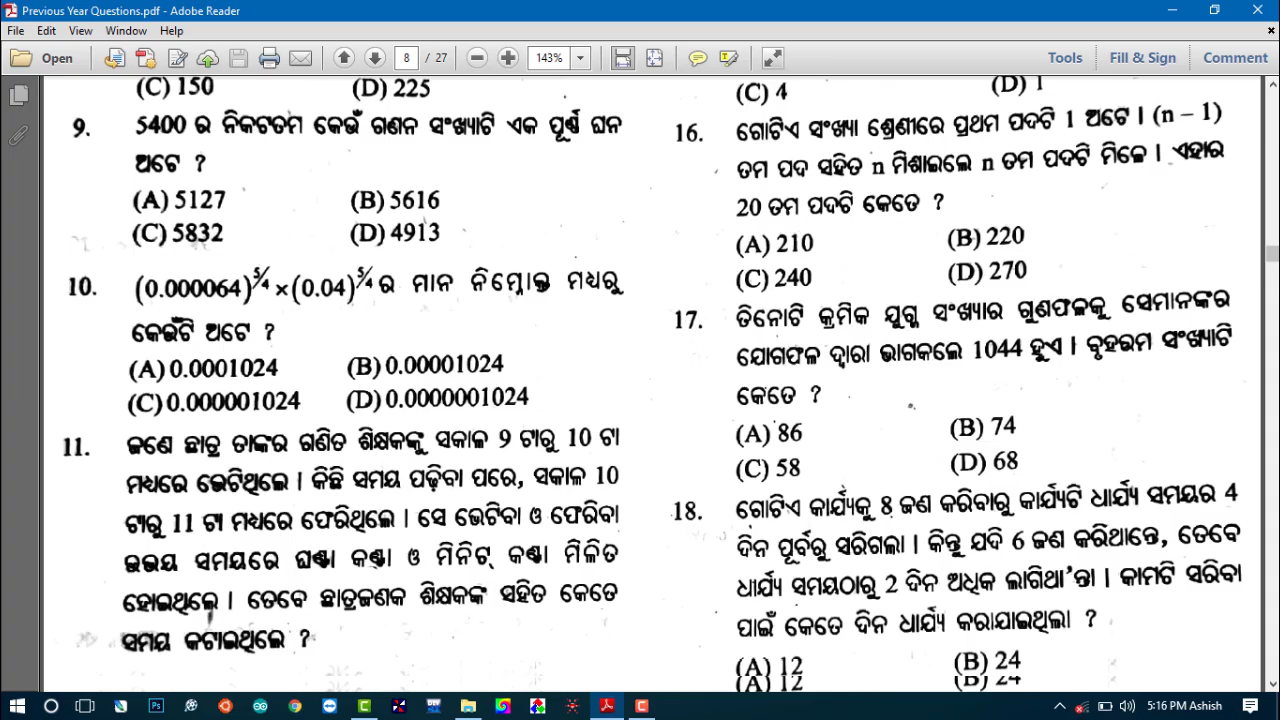 Previous Year Questions.pdf - Adobe Reader
File Edit View Window Help
Open
8 / 27
143%
Tools Fill & Sign Comment
(C) 150 (D) 225
9. 5400 ର ନିକଟତମ କେଉଁ ଗଣନ ସଂଖ୍ୟାଟି ଏକ ପୂର୍ଣ୍ଣ ଘନ
ଅଟେ ?
(A) 5127 (B) 5616
(C) 5832 (D) 4913
10. (0.000064)^5/4 × (0.04)^5/4 ର ମାନ ନିମ୍ନୋକ୍ତ ମଧ୍ୟରୁ
କେଉଁଟି ଅଟେ ?
(A) 0.0001024 (B) 0.00001024
(C) 0.000001024 (D) 0.0000001024
11. ଜଣେ ଛାତ୍ର ତାଙ୍କର ଗଣିତ ଶିକ୍ଷକଙ୍କୁ ସକାଳ 9 ଟାରୁ 10 ଟା
ମଧ୍ୟରେ ଭେଟିଥିଲେ । କିଛି ସମୟ ପଢ଼ିବା ପରେ, ସକାଳ 10
ଟାରୁ 11 ଟା ମଧ୍ୟରେ ଫେରିଥିଲେ । ସେ ଭେଟିବା ଓ ଫେରିବା
ଉଭୟ ସମୟରେ ଘଣ୍ଟା କଣ୍ଟା ଓ ମିନିଟ୍ କଣ୍ଟା ମିଳିତ
ହୋଇଥିଲେ । ତେବେ ଛାତ୍ରଜଣକ ଶିକ୍ଷକଙ୍କ ସହିତ କେତେ
ସମୟ କଟାଇଥିଲେ ?
(C) 4 (D) 1
16. ଗୋଟିଏ ସଂଖ୍ୟା ଶ୍ରେଣୀରେ ପ୍ରଥମ ପଦଟି 1 ଅଟେ । (n – 1)
ତମ ପଦ ସହିତ n ମିଶାଇଲେ n ତମ ପଦଟି ମିଳେ । ଏହାର
20 ତମ ପଦଟି କେତେ ?
(A) 210 (B) 220
(C) 240 (D) 270
17. ତିନୋଟି କ୍ରମିକ ଯୁଗ୍ମ ସଂଖ୍ୟାର ଗୁଣଫଳକୁ ସେମାନଙ୍କର
ଯୋଗଫଳ ଦ୍ୱାରା ଭାଗକଲେ 1044 ହୁଏ । ବୃହତ୍ତମ ସଂଖ୍ୟାଟି
କେତେ ?
(A) 86 (B) 74
(C) 58 (D) 68
18. ଗୋଟିଏ କାର୍ଯ୍ୟକୁ 8 ଜଣ କରିବାରୁ କାର୍ଯ୍ୟଟି ଧାର୍ଯ୍ୟ ସମୟର 4
ଦିନ ପୂର୍ବରୁ ସରିଗଲା । କିନ୍ତୁ ଯଦି 6 ଜଣ କରିଥାନ୍ତେ, ତେବେ
ଧାର୍ଯ୍ୟ ସମୟଠାରୁ 2 ଦିନ ଅଧିକ ଲାଗିଥା'ନ୍ତା । କାମଟି ସରିବା
ପାଇଁ କେତେ ଦିନ ଧାର୍ଯ୍ୟ କରାଯାଇଥିଲା ?
(A) 12 (B) 24
(A) 12 (B) 24
5:16 PM Ashish